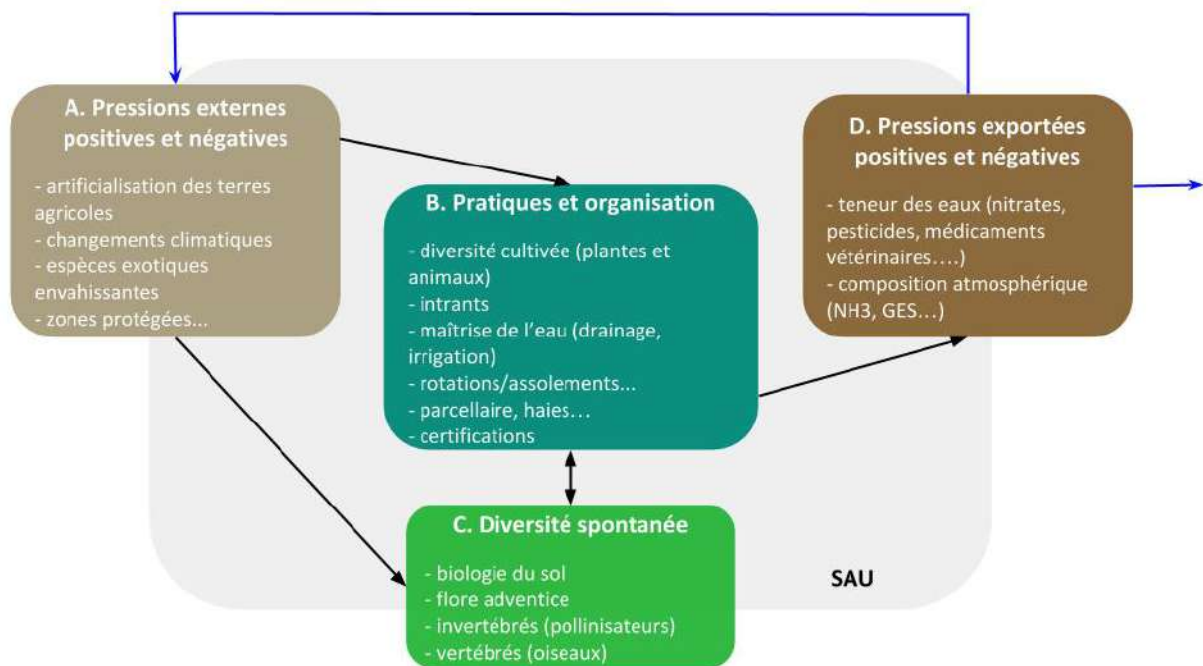 A. Pressions externes
positives et négatives
- artificialisation des terres
agricoles
- changements climatiques
- espèces exotiques
envahissantes
- zones protégées...
B. Pratiques et organisation
- diversité cultivée (plantes et
animaux)
- intrants
- maîtrise de l'eau (drainage,
irrigation)
- rotations/assolements...
- parcellaire, haies...
- certifications
C. Diversité spontanée
- biologie du sol
- flore adventice
- invertébrés (pollinisateurs)
- vertébrés (oiseaux)
D. Pressions exportées
positives et négatives
- teneur des eaux (nitrates,
pesticides, médicaments
vétérinaires....)
- composition atmosphérique
(NH3, GES...)
SAU